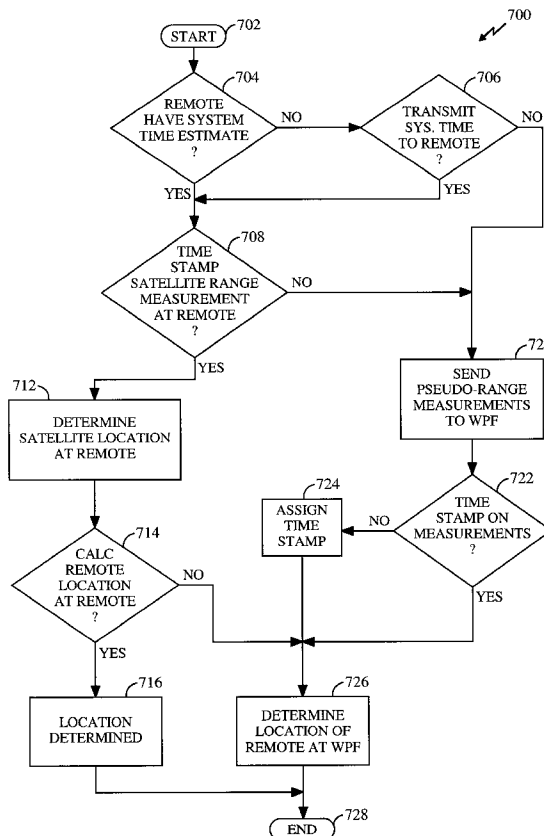 700
START
702
704
REMOTE
HAVE SYSTEM
TIME ESTIMATE
?
NO
YES
706
TRANSMIT
SYS. TIME
TO REMOTE
?
NO
YES
708
TIME
STAMP
SATELLITE RANGE
MEASUREMENT
AT REMOTE
?
NO
YES
712
DETERMINE
SATELLITE LOCATION
AT REMOTE
72
SEND
PSEUDO-RANGE
MEASUREMENTS
TO WPF
722
TIME
STAMP ON
MEASUREMENTS
?
NO
YES
724
ASSIGN
TIME
STAMP
714
CALC
REMOTE
LOCATION
AT REMOTE
?
NO
YES
716
LOCATION
DETERMINED
726
DETERMINE
LOCATION OF
REMOTE AT WPF
END
728